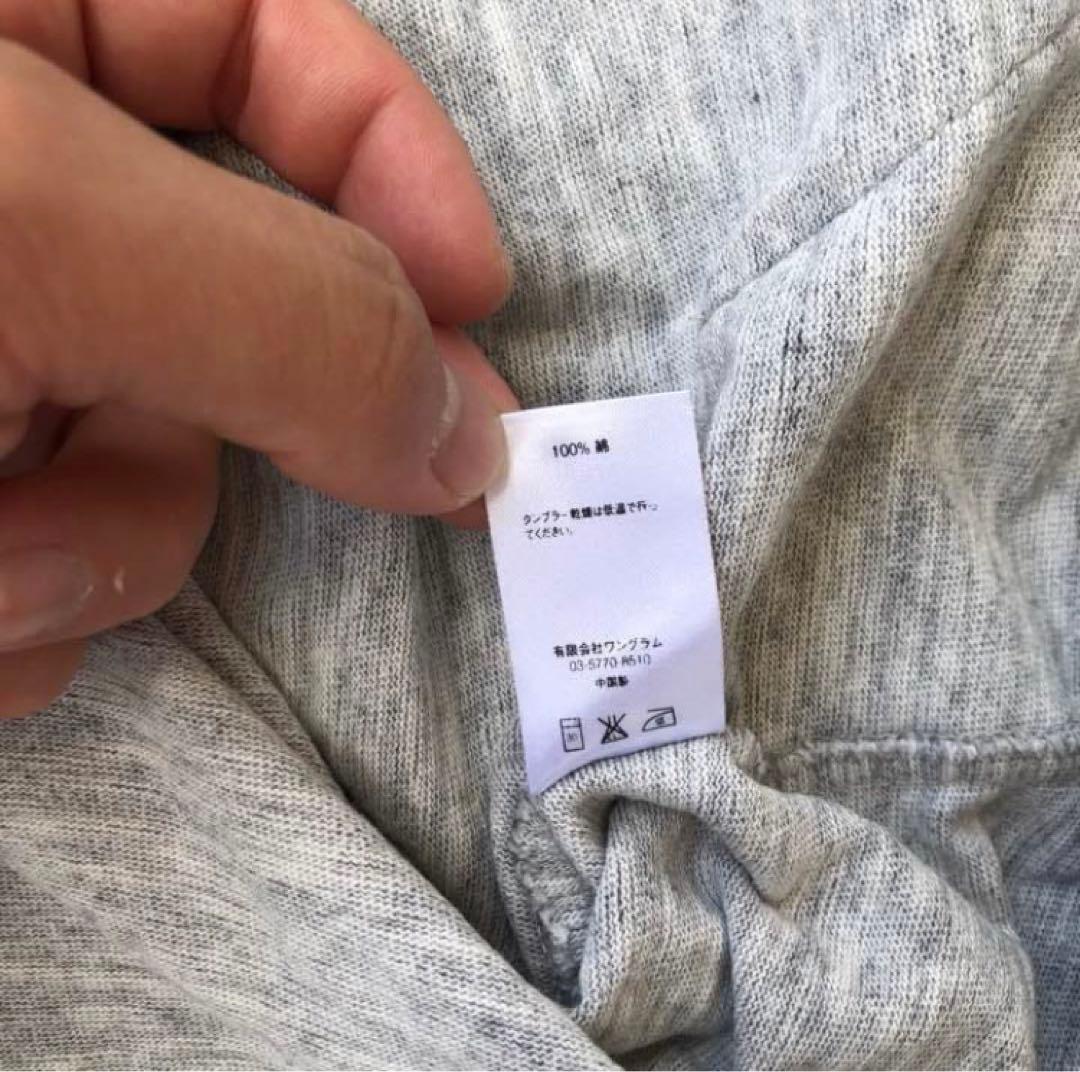 100% 綿
タンブラー乾燥は低温で行っ
てください。
有限会社ワングラム
03-5770-8510
中国製